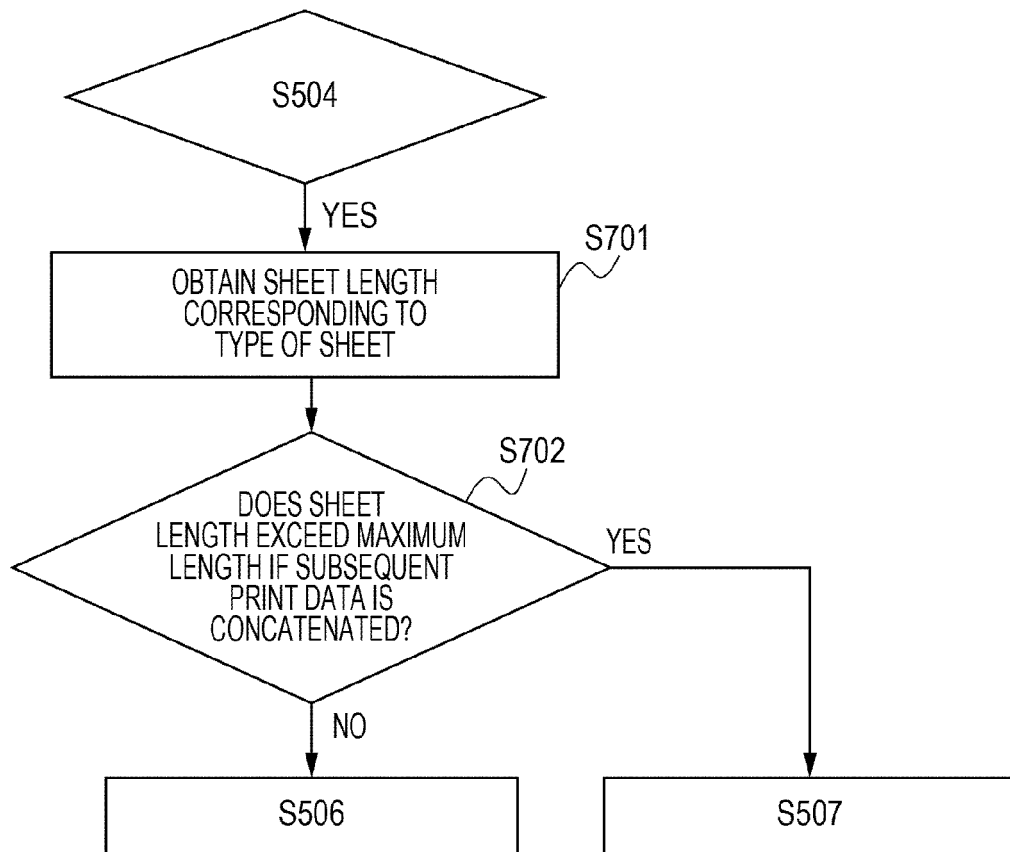 S504
YES
S701
OBTAIN SHEET LENGTH
CORRESPONDING TO
TYPE OF SHEET
S702
DOES SHEET
LENGTH EXCEED MAXIMUM
LENGTH IF SUBSEQUENT
PRINT DATA IS
CONCATENATED?
YES
NO
S506
S507